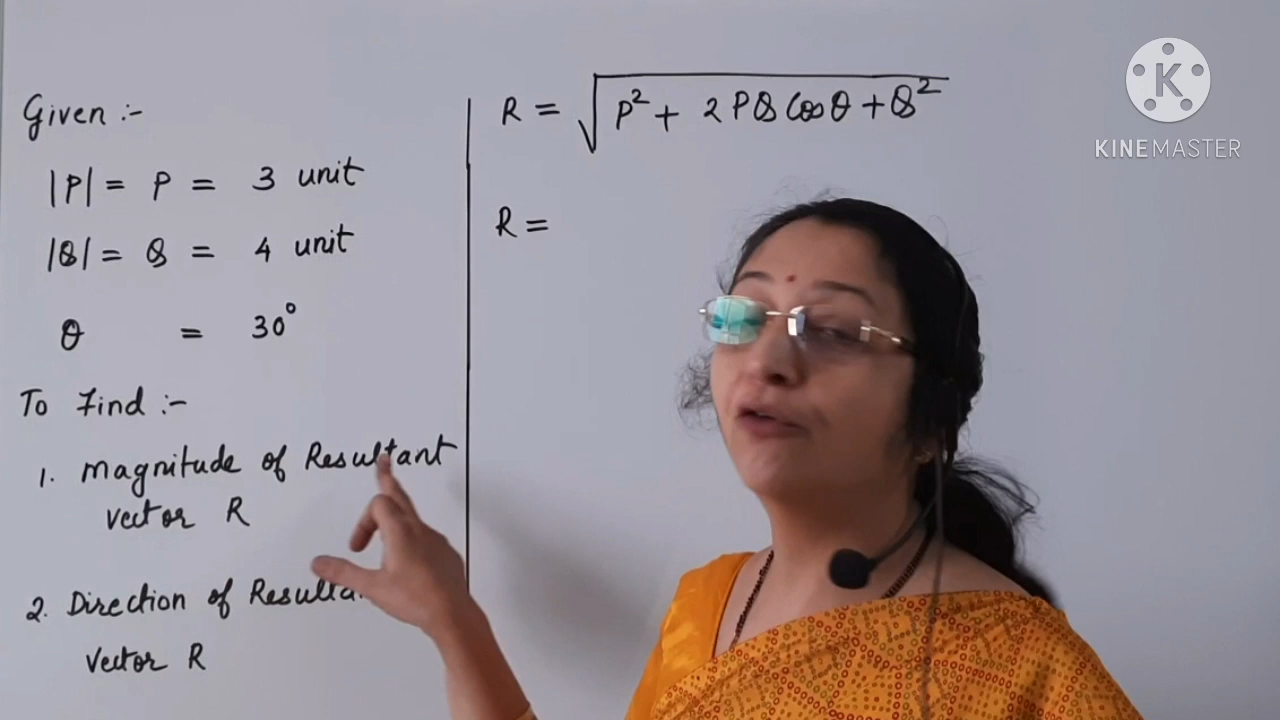 Given :-
|P| = P = 3 unit
|Q| = Q = 4 unit
θ = 30°
To Find :-
1. Magnitude of Resultant
vector R
2. Direction of
vector R
R = √P² + 2PQ Cosθ + Q²
R =
K
KINEMASTER